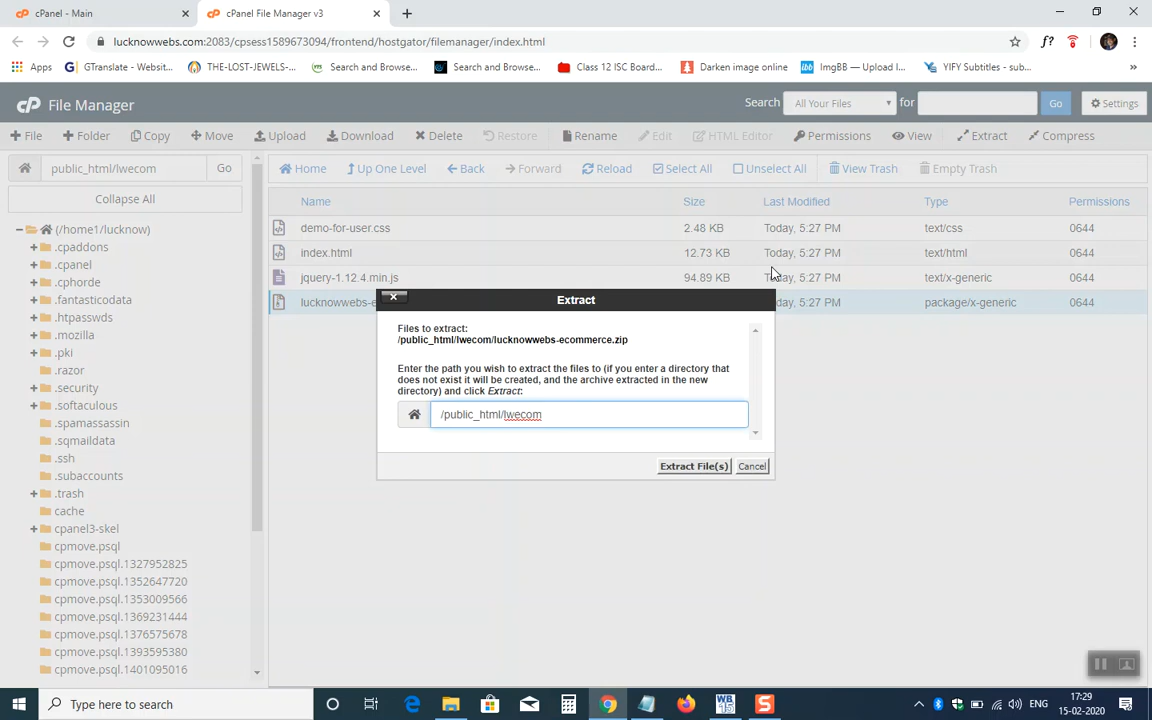 cPanel - Main
cPanel File Manager v3
lucknowwebs.com:2083/cpsess1589673094/frontend/hostgator/filemanager/index.html
Apps GTranslate - Websit... THE-LOST-JEWELS-... Search and Browse... Search and Browse... Class 12 ISC Board... Darken image online ImgBB — Upload I... YIFY Subtitles - sub...
cP File Manager
Search All Your Files for Go Settings
File Folder Copy Move Upload Download Delete Restore Rename Edit HTML Editor Permissions View Extract Compress
public_html/lwecom Go Home Up One Level Back Forward Reload Select All Unselect All View Trash Empty Trash
Collapse All
Name Size Last Modified Type Permissions
demo-for-user.css 2.48 KB Today, 5:27 PM text/css 0644
index.html 12.73 KB Today, 5:27 PM text/html 0644
jquery-1.12.4.min.js 94.89 KB Today, 5:27 PM text/x-generic 0644
lucknowwebs-e 5:27 PM package/x-generic 0644
(/home1/lucknow)
.cpaddons
.cpanel
.cphorde
.fantasticodata
.htpasswds
.mozilla
.pki
.razor
.security
.softaculous
.spamassassin
.sqmaildata
.ssh
.subaccounts
.trash
cache
cpanel3-skel
cpmove.psql
cpmove.psql.1327952825
cpmove.psql.1352647720
cpmove.psql.1353009566
cpmove.psql.1369231444
cpmove.psql.1376575678
cpmove.psql.1393595380
cpmove.psql.1401095016
Extract
Files to extract:
/public_html/lwecom/lucknowwebs-ecommerce.zip
Enter the path you wish to extract the files to (if you enter a directory that
does not exist it will be created, and the archive extracted in the new
directory) and click Extract:
/public_html/lwecom
Extract File(s) Cancel
Type here to search
ENG
17:29
15-02-2020